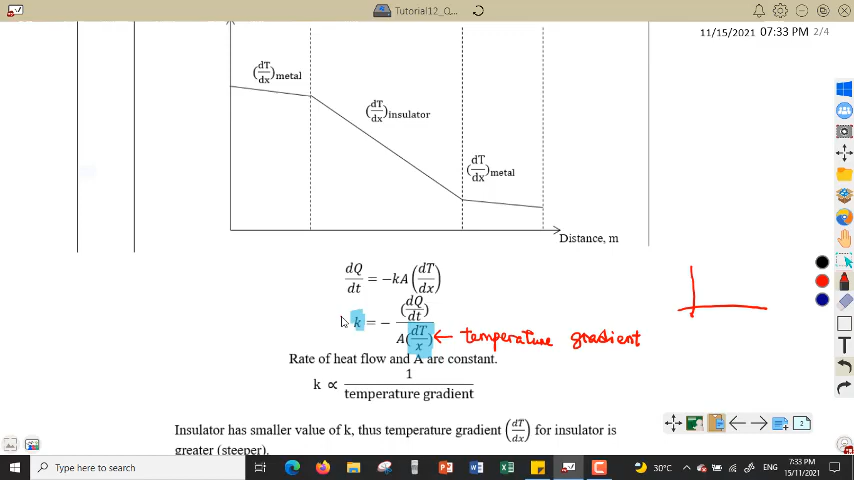 Tutorial12_Q...
11/15/2021 07:33 PM 2/4
(dT/dx)metal
(dT/dx)insulator
(dT/dx)metal
Distance, m
dQ/dt = −kA(dT/dx)
k = − (dQ/dt) / A(dT/x) ← temperature gradient
Rate of heat flow and A are constant.
k ∝ 1 / temperature gradient
2
Insulator has smaller value of k, thus temperature gradient (dT/dx) for insulator is
greater (steeper).
Type here to search
30°C
ENG
7:33 PM
15/11/2021